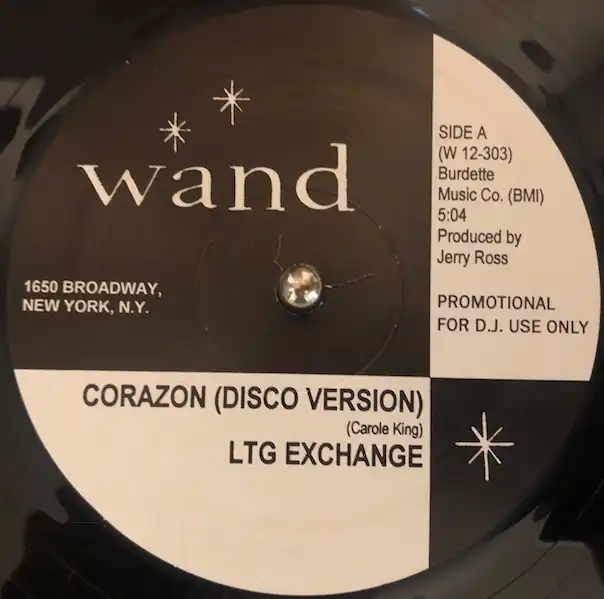 wand
1650 BROADWAY,
NEW YORK, N.Y.
SIDE A
(W 12-303)
Burdette
Music Co. (BMI)
5:04
Produced by
Jerry Ross
PROMOTIONAL
FOR D.J. USE ONLY
CORAZON (DISCO VERSION)
(Carole King)
LTG EXCHANGE